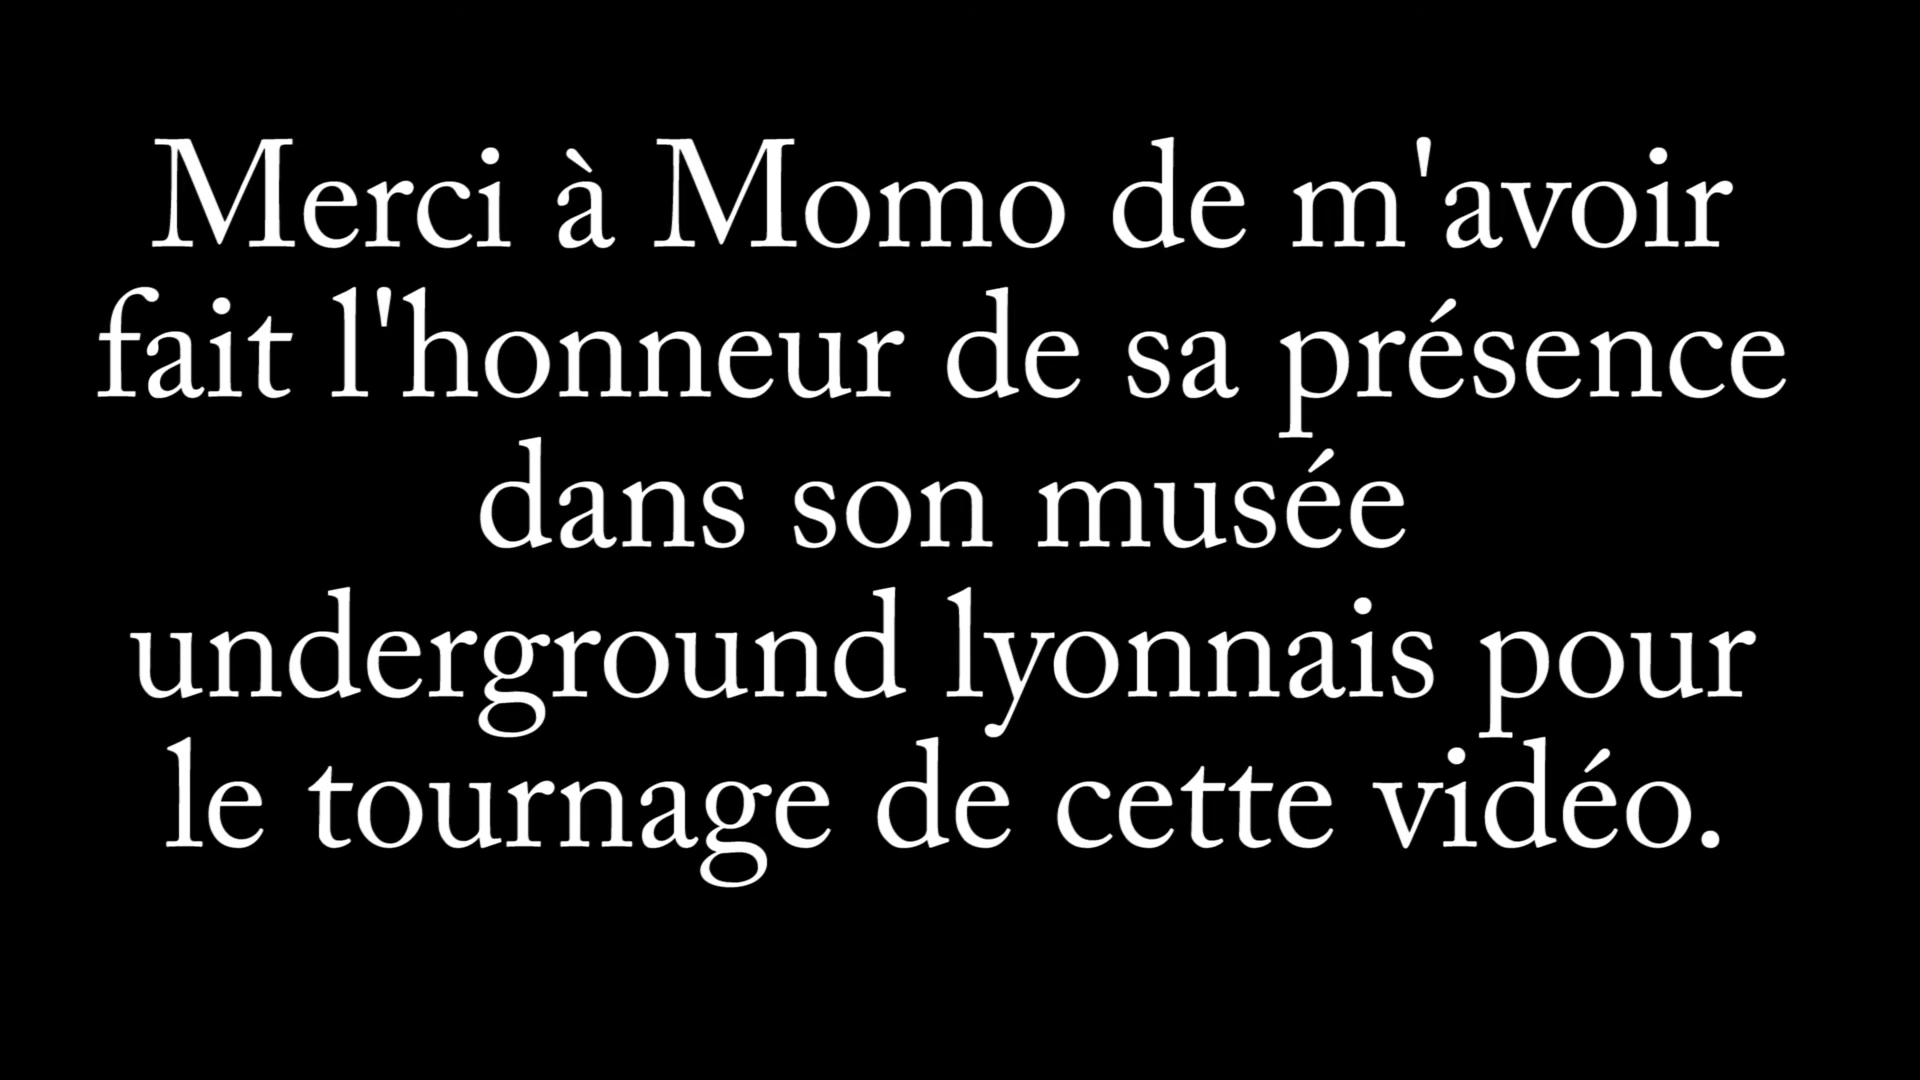 Merci à Momo de m'avoir
fait l'honneur de sa présence
dans son musée
underground lyonnais pour
le tournage de cette vidéo.